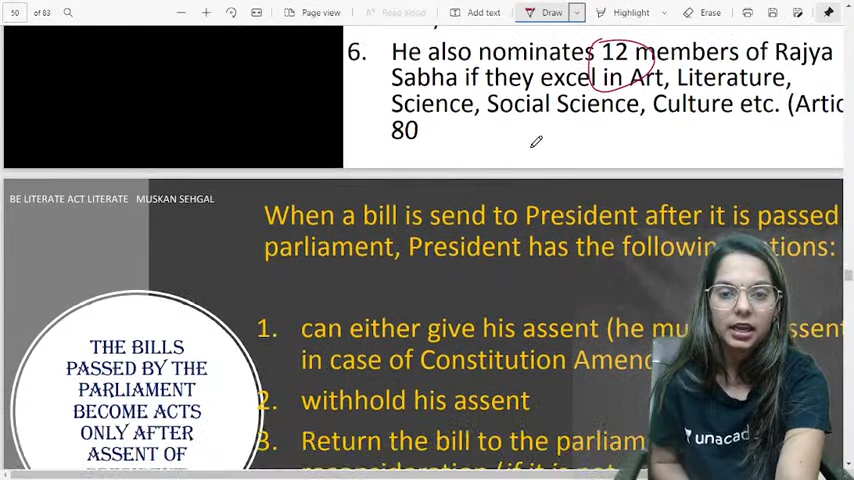 50 of 83
Page view
Read aloud
Add text
Draw
Highlight
Erase
6. He also nominates 12 members of Rajya
Sabha if they excel in Art, Literature,
Science, Social Science, Culture etc. (Artic
80
BE LITERATE ACT LITERATE MUSKAN SEHGAL
When a bill is send to President after it is passed
parliament, President has the following
THE BILLS
PASSED BY THE
PARLIAMENT
BECOME ACTS
ONLY AFTER
ASSENT OF
1. can either give his assent (he
in case of Constitution
2. withhold his assent
3. Return the bill to the
unacad